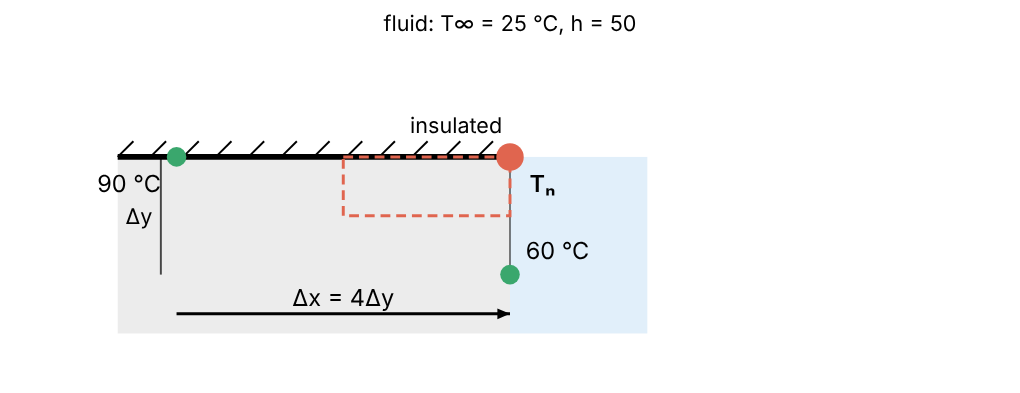 fluid: T∞ = 25 °C, h = 50
insulated
90 °C
Tₙ
Δy
60 °C
Δx = 4Δy